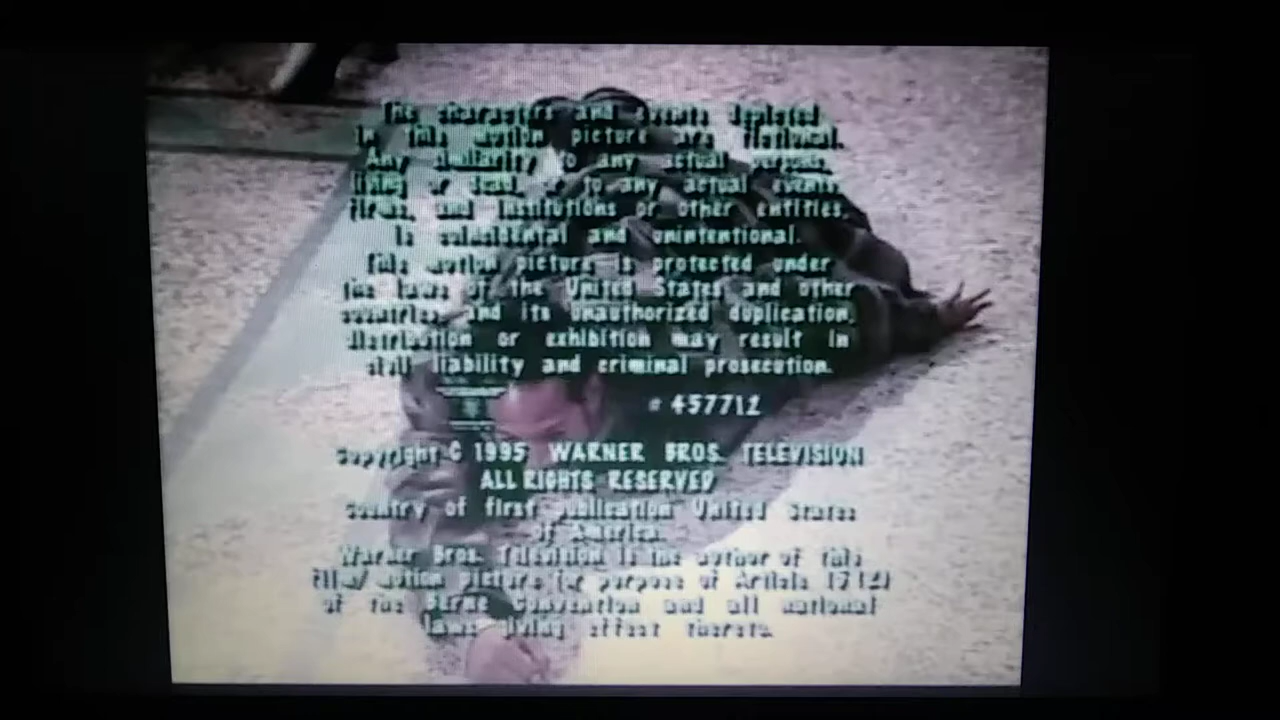 The characters and events depicted
in this motion picture are fictional.
Any similarity to any actual persons,
living or dead, or to any actual events,
firms, and institutions or other entities,
is coincidental and unintentional.
This motion picture is protected under
the laws of the United States and other
countries, and its unauthorized duplication,
distribution or exhibition may result in
civil liability and criminal prosecution.
# 457712
copyright © 1995 WARNER BROS. TELEVISION
ALL RIGHTS RESERVED
country of first publication United States
of America.
Warner Bros. Television is the author of this
film/motion picture for purpose of Article 15(2)
of the Berne Convention and all national
laws giving effect thereto.